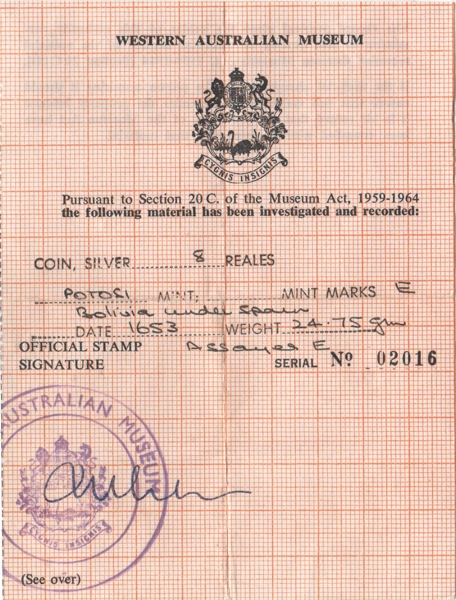 WESTERN AUSTRALIAN MUSEUM
CYGNIS INSIGNIS
Pursuant to Section 20 C. of the Museum Act, 1959-1964
the following material has been investigated and recorded:
COIN, SILVER 8 REALES
POTOSI MINT; MINT MARKS E
Bolivia under Spain
DATE 1653 WEIGHT 24.75 gm
OFFICIAL STAMP Assayer E
SIGNATURE SERIAL No 02016
AUSTRALIAN MUSEUM
CYGNIS INSIGNIS
(See over)